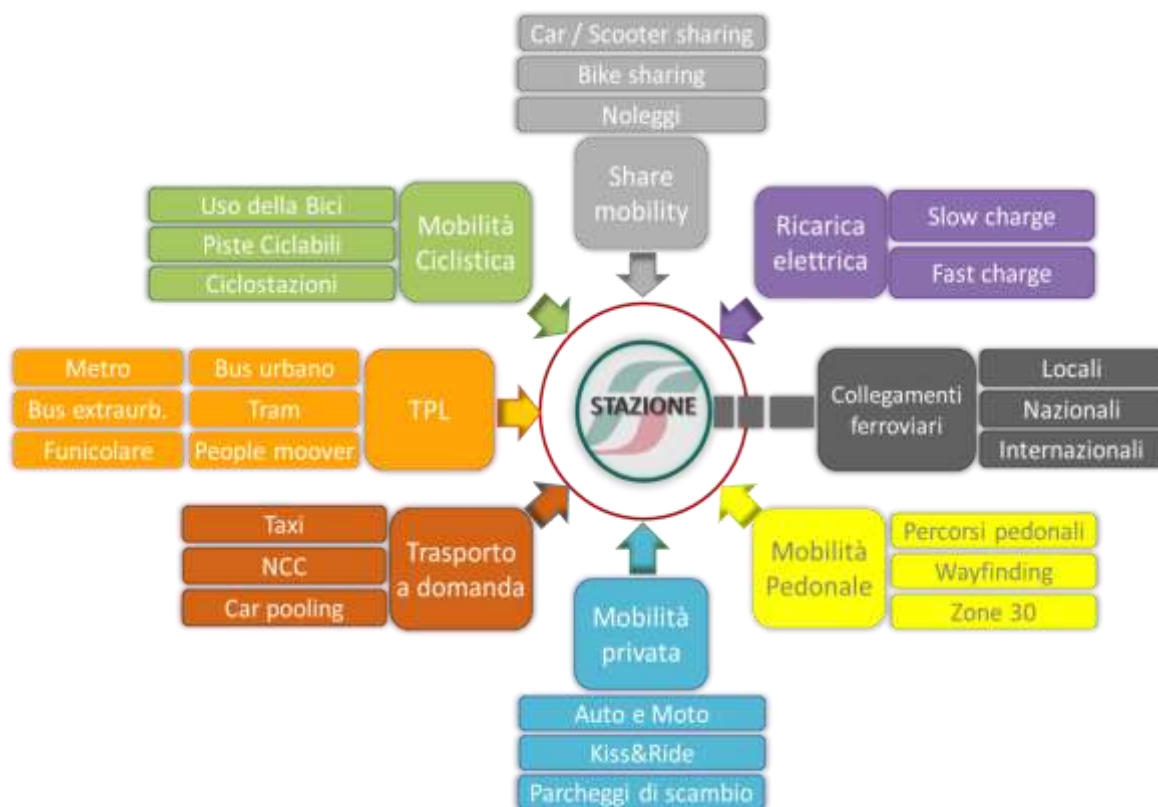 Car / Scooter sharing
Bike sharing
Noleggi
Share
mobility
Uso della Bici
Piste Ciclabili
Ciclostazioni
Mobilità
Ciclistica
Ricarica
elettrica
Slow charge
Fast charge
Metro
Bus urbano
Bus extraurb.
Tram
Funicolare
People moover
TPL
STAZIONE
Collegamenti
ferroviari
Locali
Nazionali
Internazionali
Taxi
NCC
Car pooling
Trasporto
a domanda
Mobilità
Pedonale
Percorsi pedonali
Wayfinding
Zone 30
Mobilità
privata
Auto e Moto
Kiss&Ride
Parcheggi di scambio